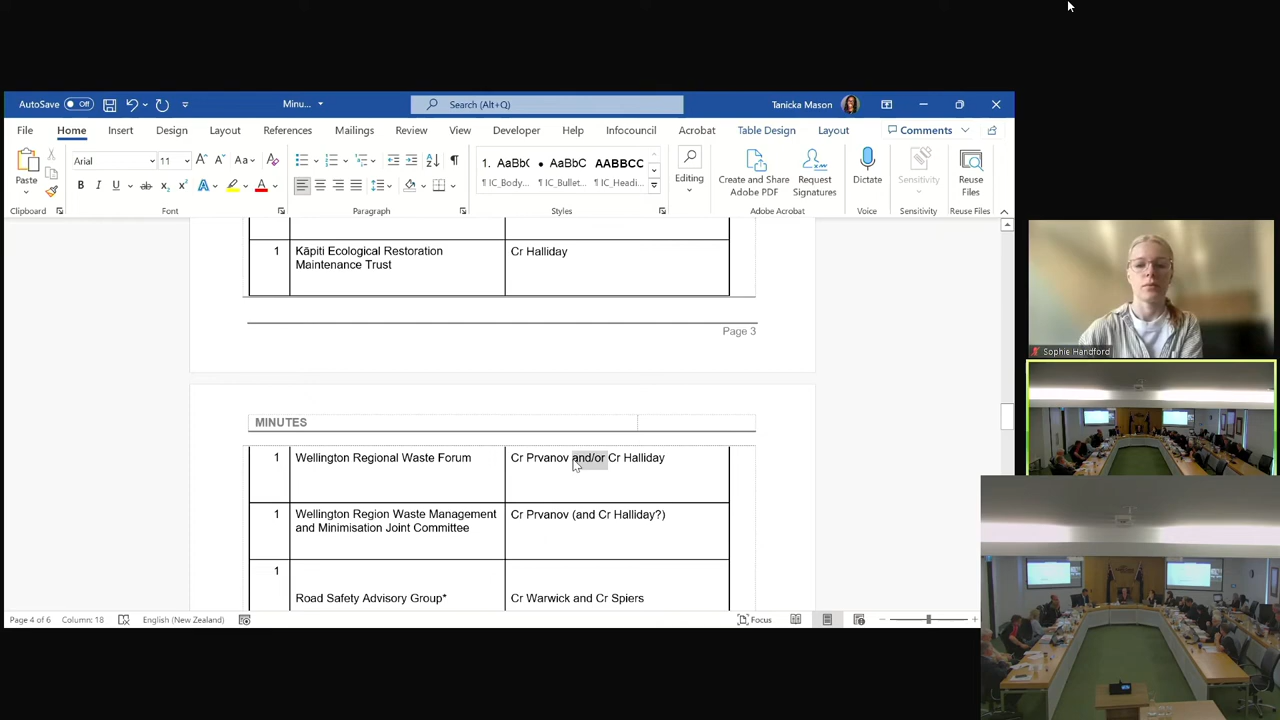 AutoSave Off Minu... Search (Alt+Q) Tanicka Mason
File Home Insert Design Layout References Mailings Review View Developer Help Infocouncil Acrobat Table Design Layout Comments
Paste
Arial 11
Aa
B I U ab x₂ x² A A
1. AaBb( AaBbC AABBCC
¶ IC_Body... ¶ IC_Bullet... ¶ IC_Headi...
Editing
Create and Share Adobe PDF
Request Signatures
Dictate
Sensitivity
Reuse Files
Clipboard Font Paragraph Styles Adobe Acrobat Voice Sensitivity Reuse Files
1 Kāpiti Ecological Restoration Maintenance Trust Cr Halliday
Page 3
MINUTES
1 Wellington Regional Waste Forum Cr Prvanov and/or Cr Halliday
1 Wellington Region Waste Management and Minimisation Joint Committee Cr Prvanov (and Cr Halliday?)
1 Road Safety Advisory Group* Cr Warwick and Cr Spiers
Page 4 of 6 Column: 18 English (New Zealand) Focus
Sophie Handford